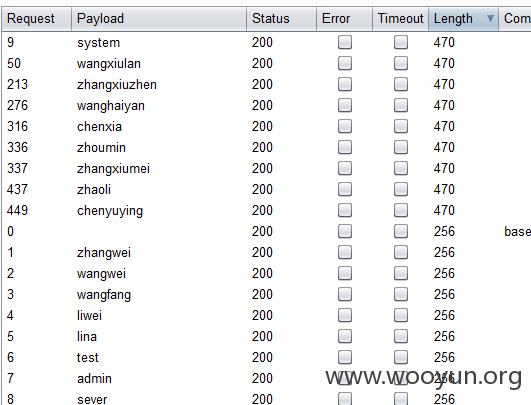 Request Payload Status Error Timeout Length Com
9 system 200 470
50 wangxiulan 200 470
213 zhangxiuzhen 200 470
276 wanghaiyan 200 470
316 chenxia 200 470
336 zhoumin 200 470
337 zhangxiumei 200 470
437 zhaoli 200 470
449 chenyuying 200 470
0 200 256 base
1 zhangwei 200 256
2 wangwei 200 256
3 wangfang 200 256
4 liwei 200 256
5 lina 200 256
6 test 200 256
7 admin 200 256
www.wooyun.org
8 sever 200 256